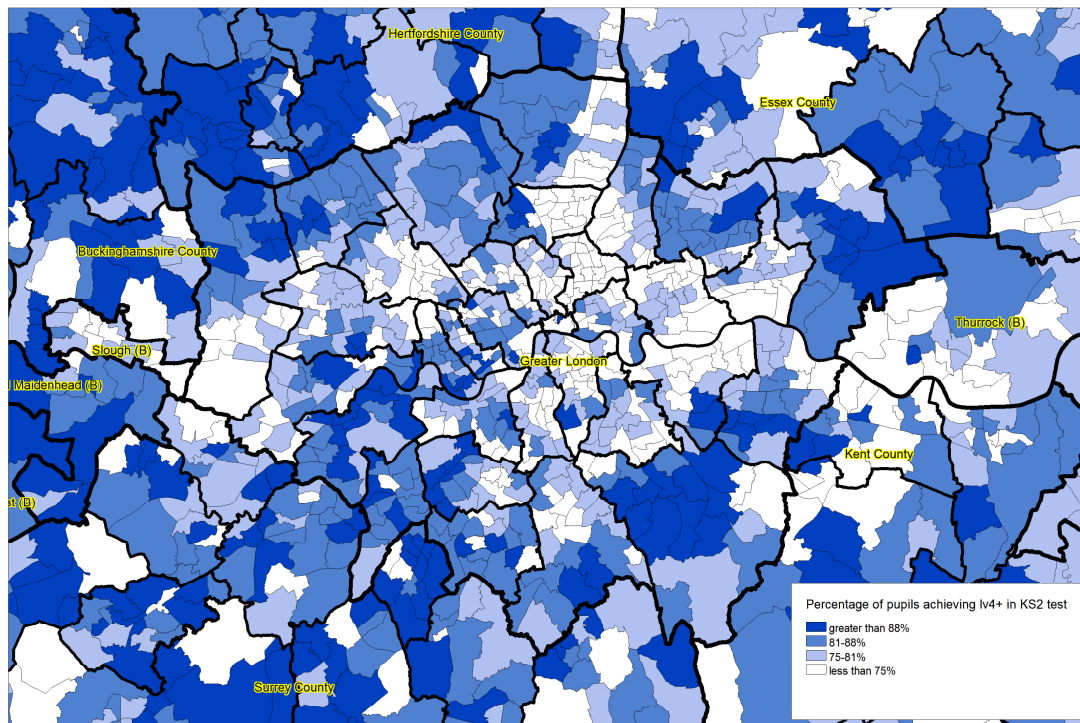 Hertfordshire County
Essex County
Buckinghamshire County
Thurrock (B)
Slough (B)
Greater London
Maidenhead (B)
Kent County
(B)
Surrey County
Percentage of pupils achieving lv4+ in KS2 test
greater than 88%
81-88%
75-81%
less than 75%